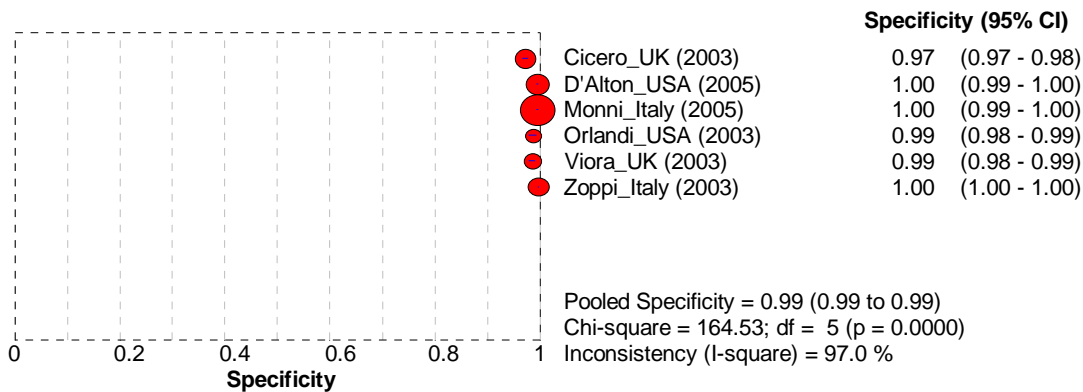 Specificity (95% CI)
Cicero_UK (2003) 0.97 (0.97 - 0.98)
D'Alton_USA (2005) 1.00 (0.99 - 1.00)
Monni_Italy (2005) 1.00 (0.99 - 1.00)
Orlandi_USA (2003) 0.99 (0.98 - 0.99)
Viora_UK (2003) 0.99 (0.98 - 0.99)
Zoppi_Italy (2003) 1.00 (1.00 - 1.00)
Pooled Specificity = 0.99 (0.99 to 0.99)
Chi-square = 164.53; df = 5 (p = 0.0000)
Inconsistency (I-square) = 97.0 %
0 0.2 0.4 0.6 0.8 1
Specificity